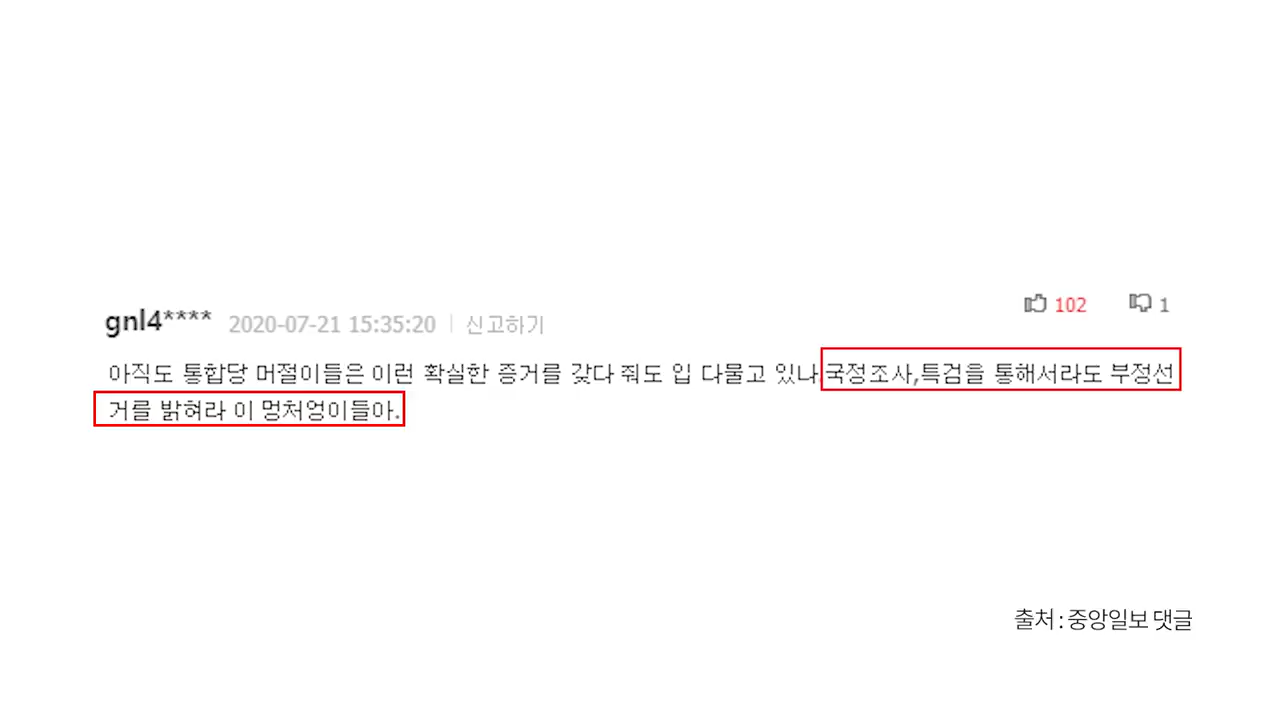 gnl4**** 2020-07-21 15:35:20 신고하기 102 1
아직도 통합당 머절이들은 이런 확실한 증거를 갖다 줘도 입 다물고 있나.국정조사,특검을 통해서라도 부정선
거를 밝혀라 이 멍처엉이들아.
출처 : 중앙일보 댓글